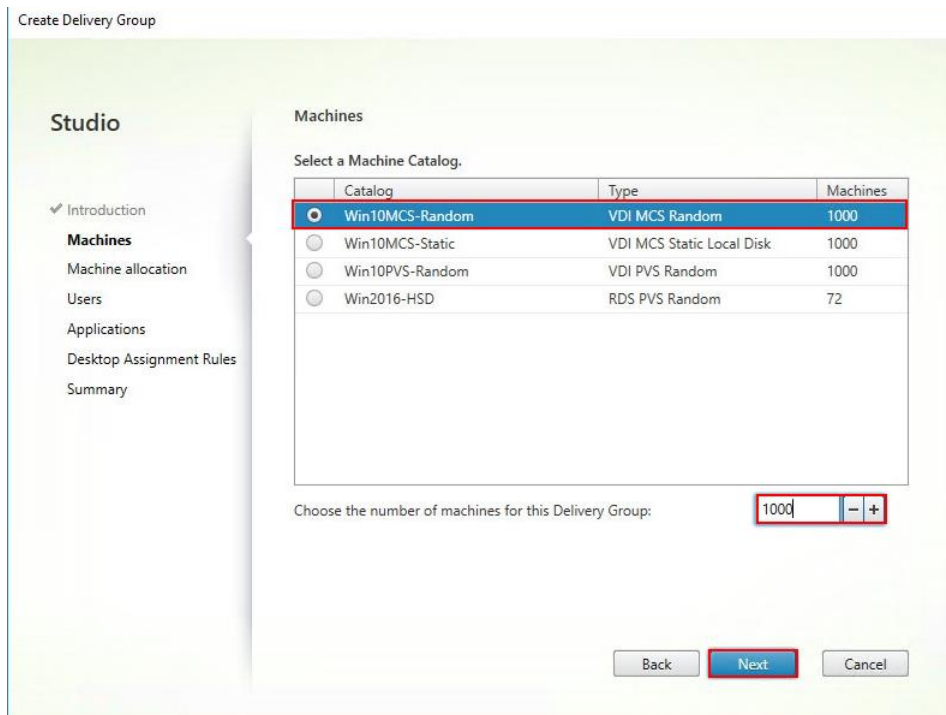 Create Delivery Group
Studio
✔ Introduction
Machines
Machine allocation
Users
Applications
Desktop Assignment Rules
Summary
Machines
Select a Machine Catalog.
Catalog Type Machines
Win10MCS-Random VDI MCS Random 1000
Win10MCS-Static VDI MCS Static Local Disk 1000
Win10PVS-Random VDI PVS Random 1000
Win2016-HSD RDS PVS Random 72
Choose the number of machines for this Delivery Group: 1000 − +
Back Next Cancel